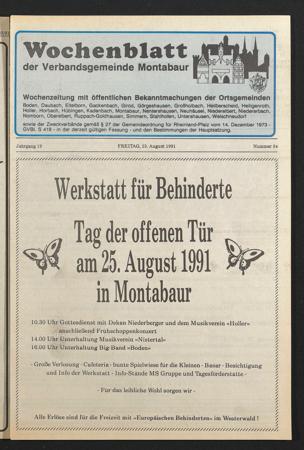 Wochenblatt
der Verbandsgemeinde Montabaur
Wochenzeitung mit öffentlichen Bekanntmachungen der Ortsgemeinden
Boden, Daubach, Eitelborn, Gackenbach, Girod, Görgeshausen, Großholbach, Heilberscheid, Heiligenroth,
Holler, Horbach, Hübingen, Kadenbach, Montabaur, Nentershausen, Neuhäusel, Niederelbert, Niedererbach,
Nomborn, Oberelbert, Ruppach-Goldhausen, Simmern, Stahlhofen, Untershausen, Welschneudorf
sowie der Zweckverbände gemäß § 27 der Gemeindeordnung für Rheinland-Pfalz vom 14. Dezember 1973 -
GVBl. S 419 - in der derzeit gültigen Fassung - und den Bestimmungen der Hauptsatzung.
Jahrgang FREITAG, 23. August 1991 Nummer 34
Werkstatt für Behinderte
Tag der offenen Tür
am 25. August 1991
in Montabaur
10.30 Uhr Gottesdienst mit Dekan Niederberger und dem Musikverein »Holler«
anschließend Frühschoppenkonzert
14.00 Uhr Unterhaltung Musikverein »Nistertal«
16.00 Uhr Unterhaltung Big Band »Boden«
- Große Verlosung - Cafeteria - bunte Spielwiese für die Kleinen - Basar - Besichtigung
und Info der Werkstatt - Info-Stände MS Gruppe und Tagesförderstätte -
- Für das leibliche Wohl sorgen wir -
Alle Erlöse sind für die Freizeit mit »Europäischen Behinderten« im Westerwald !